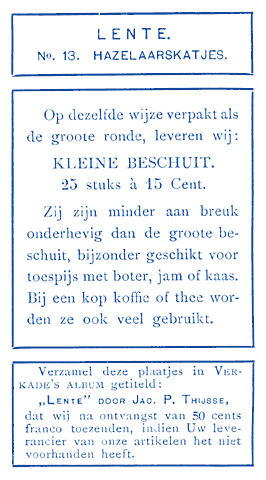 LENTE.
No. 13. HAZELAARSKATJES.
Op dezelfde wijze verpakt als
de groote ronde, leveren wij:
KLEINE BESCHUIT.
25 stuks à 15 Cent.
Zij zijn minder aan breuk
onderhevig dan de groote be-
schuit, bijzonder geschikt voor
toespijs met boter, jam of kaas.
Bij een kop koffie of thee wor-
den ze ook veel gebruikt.
Verzamel deze plaatjes in VER-
KADE'S ALBUM getiteld:
„LENTE" DOOR JAC. P. THIJSSE,
dat wij na ontvangst van 50 cents
franco toezenden, indien Uw leve-
rancier van onze artikelen het niet
voorhanden heeft.